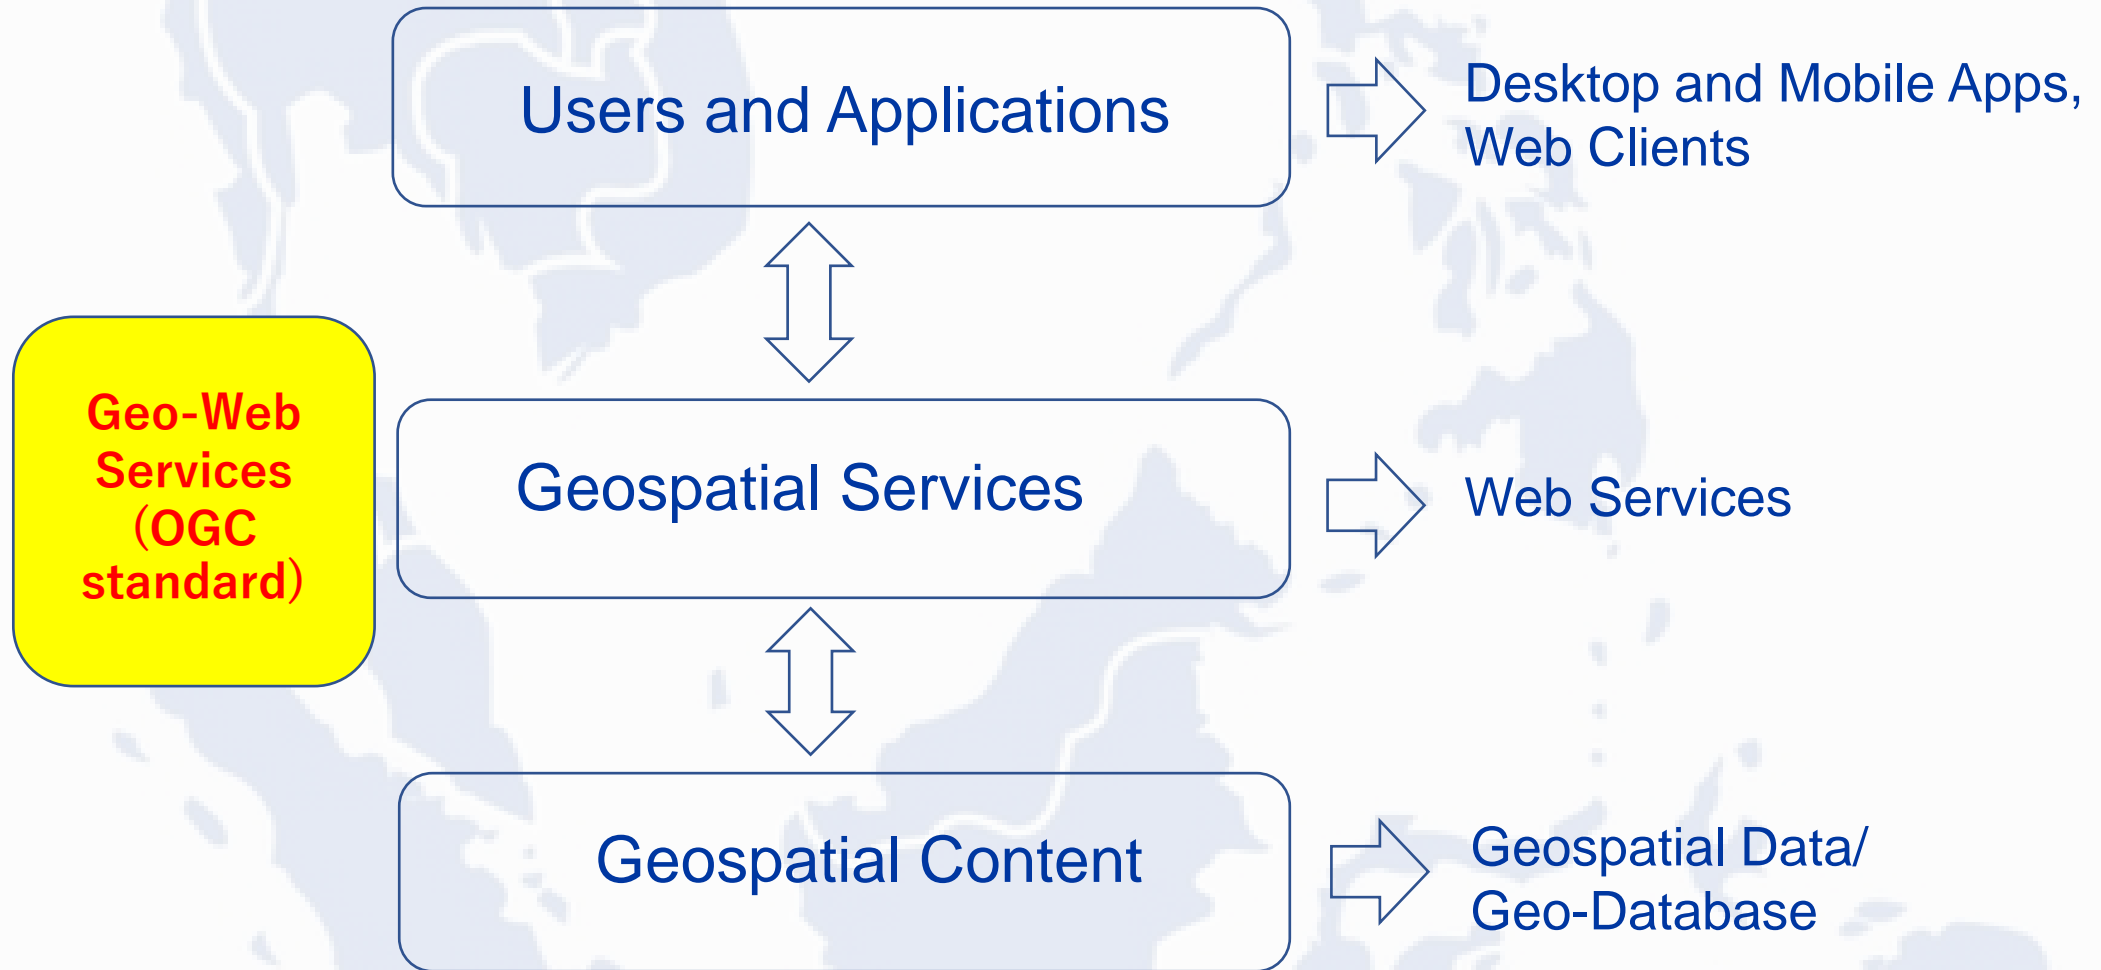 Users and Applications
Desktop and Mobile Apps,
Web Clients
Geo-Web
Services
(OGC
standard)
Geospatial Services
Web Services
Geospatial Content
Geospatial Data/
Geo-Database